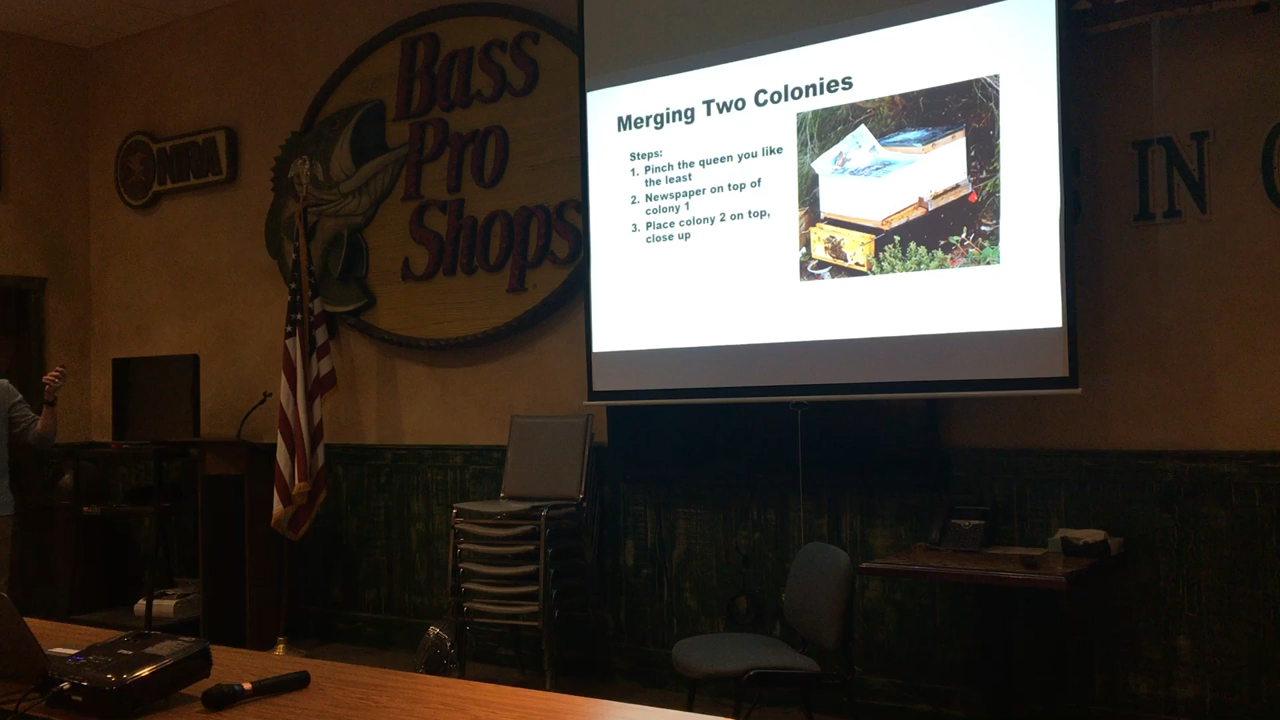 NRA
Bass
Pro
Shops
Merging Two Colonies
Steps:
1. Pinch the queen you like
the least
2. Newspaper on top of
colony 1
3. Place colony 2 on top,
close up
IN